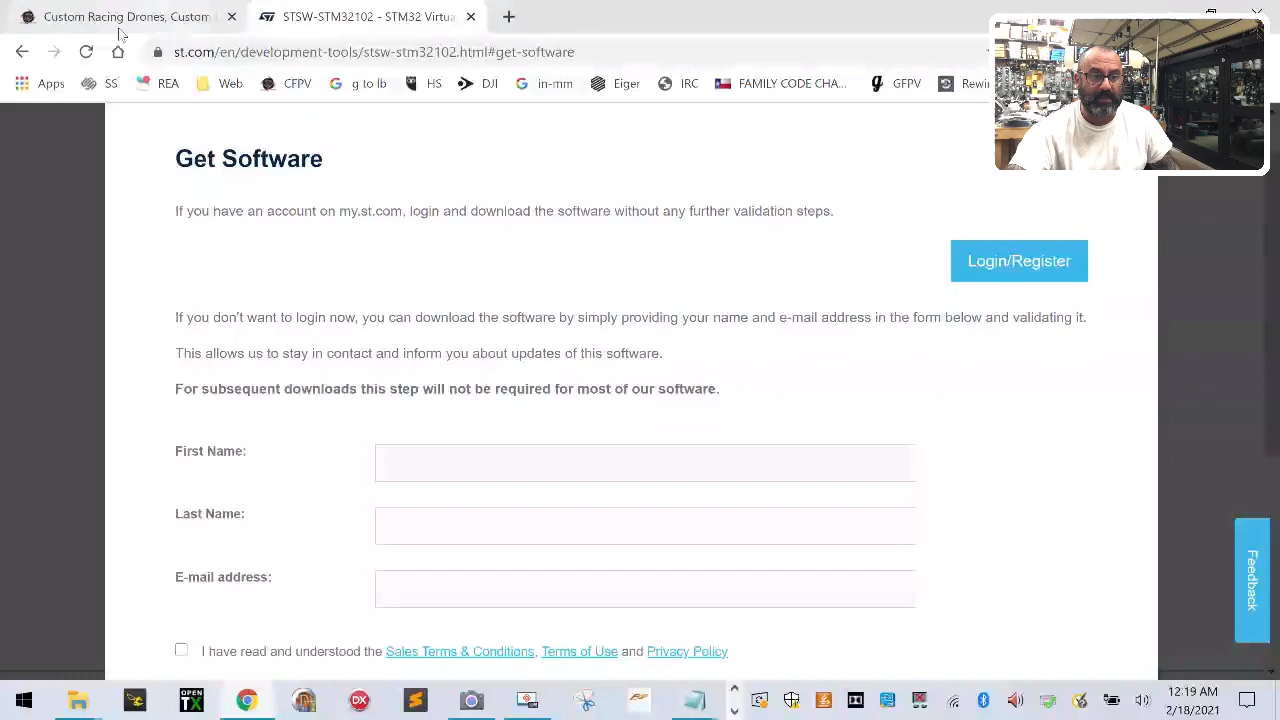 Custom Racing Drones, Custom
STSW-STM32102 - STM32 Virtua
st.com/en/development-tools/stsw-stm32102.html#get-software
Apps
SS
REA
Web
CFPV
DJI
In-mm
Eiger
IRC
FAMILY CODE CHA...
GFPV
Rewin
Get Software
If you have an account on my.st.com, login and download the software without any further validation steps.
Login/Register
If you don't want to login now, you can download the software by simply providing your name and e-mail address in the form below and validating it.
This allows us to stay in contact and inform you about updates of this software.
For subsequent downloads this step will not be required for most of our software.
First Name:
Last Name:
E-mail address:
I have read and understood the Sales Terms & Conditions, Terms of Use and Privacy Policy
Feedback
OPEN
TX
12:19 AM
2/18/2021